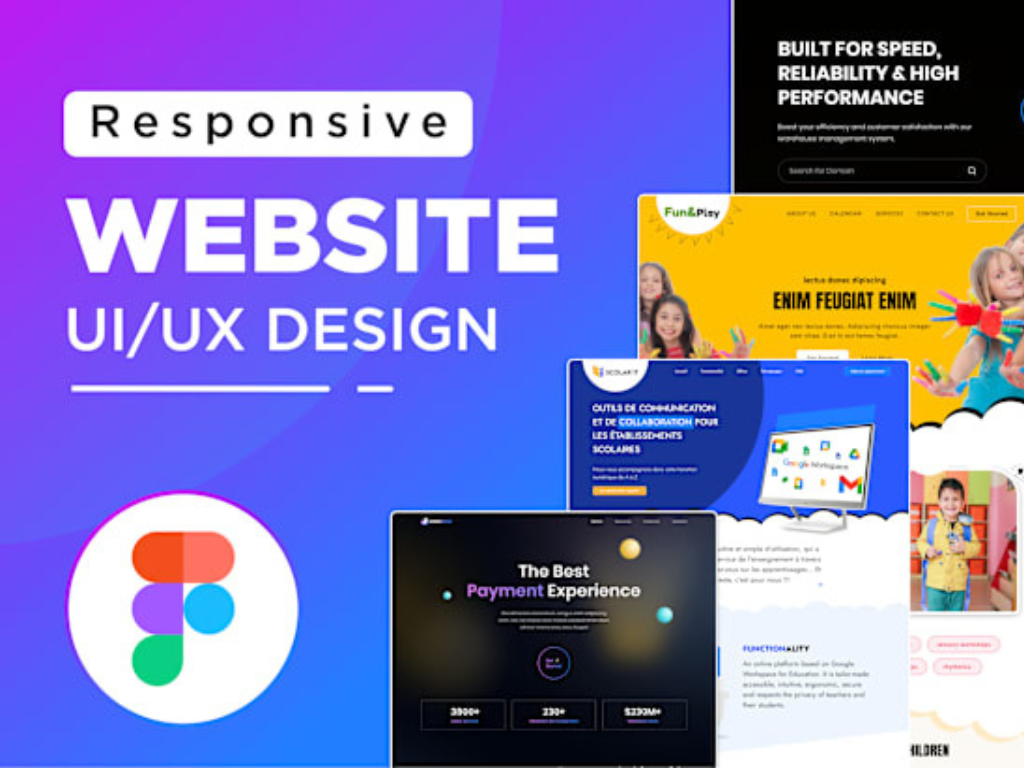 Responsive
WEBSITE
UI/UX DESIGN
BUILT FOR SPEED,
RELIABILITY & HIGH
PERFORMANCE
Boost your efficiency and customer satisfaction with our
warehouse management system.
Search for Domain
Fun&Play
ABOUT US CALENDAR SERVICES CONTACT US Get Started
lectus donec dipiscing
ENIM FEUGIAT ENIM
SCOLAR'IT
OUTILS DE COMMUNICATION
ET DE COLLABORATION POUR
LES ÉTABLISSEMENTS
SCOLAIRES
Google Workspace
The Best
Payment Experience
3800+ 230+ $230M+
FUNCTIONALITY
An online platform based on Google
Workspace for Education. It is tailor-made
accessible, intuitive, ergonomic, secure
and respects the privacy of teachers and
their students.
HILDREN